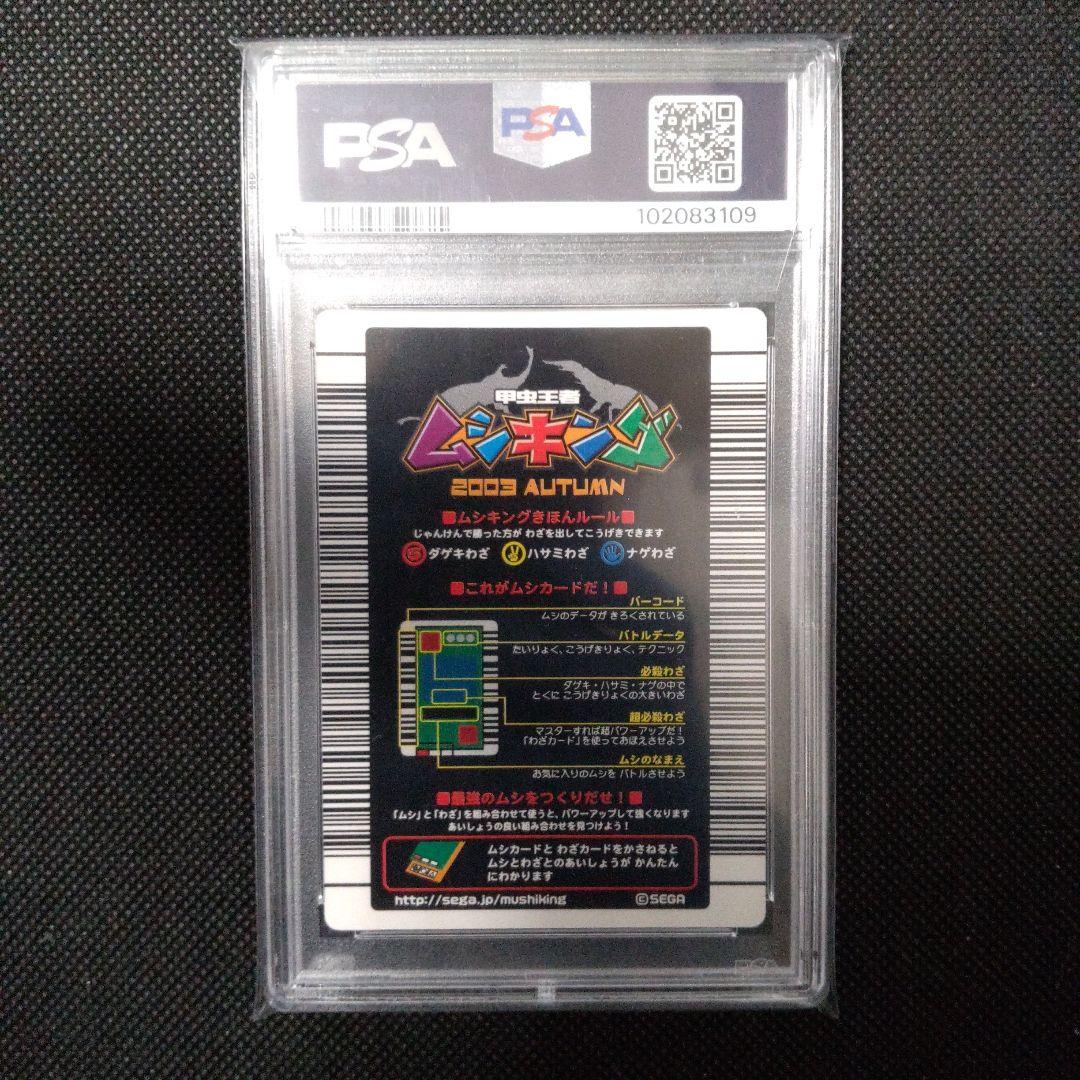 PSA
PSA
102083109
甲虫王者
ムシキング
2003 AUTUMN
ムシキングきほんルール
じゃんけんで勝った方が わざを出してこうげきできます
ダゲキわざ ハサミわざ ナゲわざ
これがムシカードだ!
バーコード
ムシのデータが きろくされている
バトルデータ
たいりょく、こうげきりょく、テクニック
必殺わざ
ダゲキ・ハサミ・ナゲの中で
とくに こうげきりょくの大きいわざ
超必殺わざ
マスターすれば超パワーアップだ!
「わざカード」を使っておぼえさせよう
ムシのなまえ
お気に入りのムシを バトルさせよう
最強のムシをつくりだせ!
「ムシ」と「わざ」を組み合わせて使うと、パワーアップして強くなります
あいしょうの良い組み合わせを見つけよう!
ムシカードと わざカードをかさねると
ムシとわざとのあいしょうが かんたん
にわかります
http://sega.jp/mushiking ©SEGA